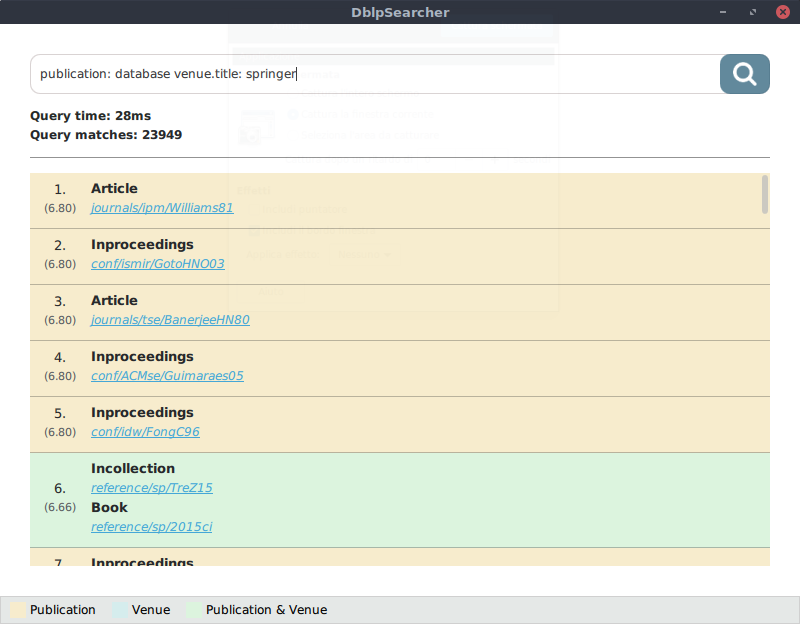 DblpSearcher
publication: database venue.title: springer
Query time: 28ms
Query matches: 23949
1. Article
(6.80) journals/ipm/Williams81
2. Inproceedings
(6.80) conf/ismir/GotoHNO03
3. Article
(6.80) journals/tse/BanerjeeHN80
4. Inproceedings
(6.80) conf/ACMse/Guimaraes05
5. Inproceedings
(6.80) conf/idw/FongC96
Incollection
6. reference/sp/TreZ15
(6.66) Book
reference/sp/2015ci
7. Inproceedings
Publication Venue Publication & Venue